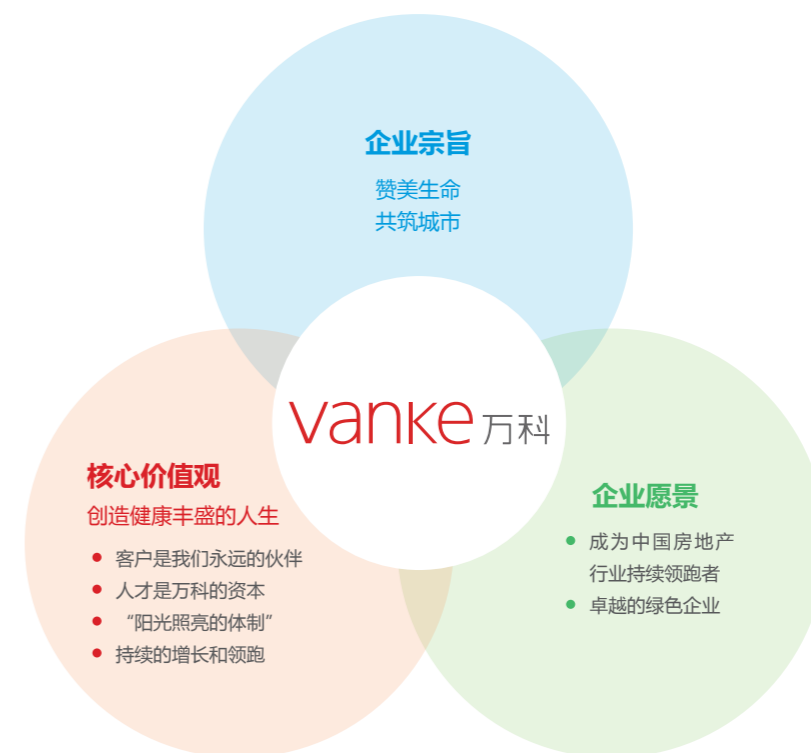 企业宗旨
赞美生命
共筑城市
vanke 万科
核心价值观
创造健康丰盛的人生
● 客户是我们永远的伙伴
● 人才是万科的资本
● “阳光照亮的体制”
● 持续的增长和领跑
企业愿景
● 成为中国房地产
行业持续领跑者
● 卓越的绿色企业